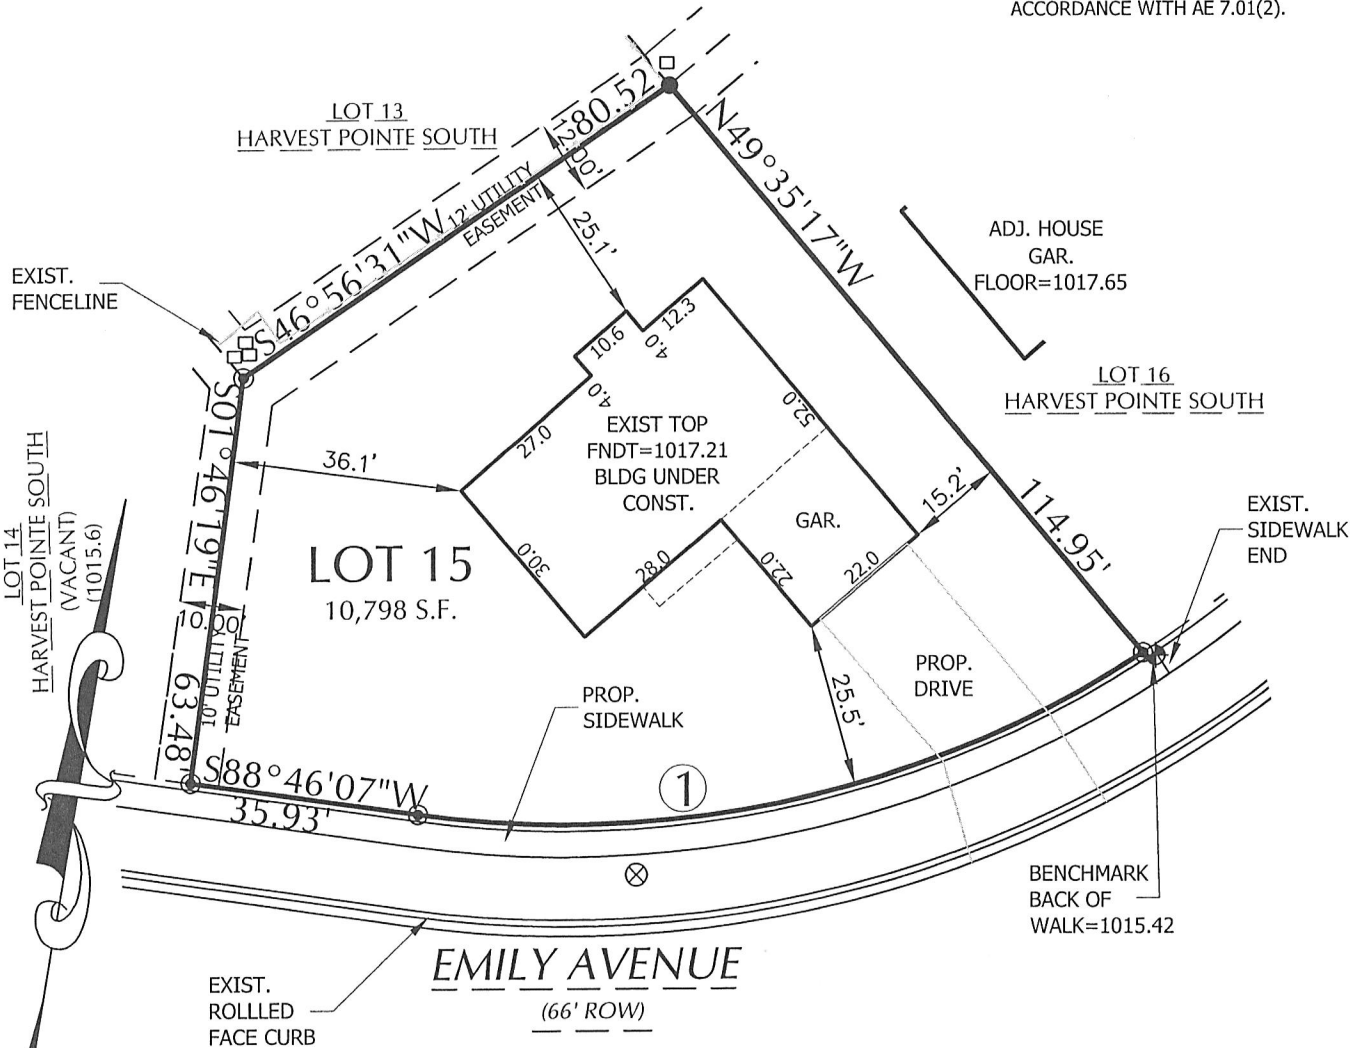 ACCORDANCE WITH AE 7.01(2).
LOT 13
HARVEST POINTE SOUTH
80.52
12.00'
12' UTILITY
EASEMENT
S46°56'31"W
N49°35'17"W
114.95'
25.1'
ADJ. HOUSE
GAR.
FLOOR=1017.65
EXIST.
FENCELINE
LOT 16
HARVEST POINTE SOUTH
10.6
4.0
12.3
4.0
27.0
52.0
EXIST TOP
FNDT=1017.21
BLDG UNDER
CONST.
36.1'
15.2'
GAR.
30.0
28.0
22.0
22.0
LOT 15
10,798 S.F.
EXIST.
SIDEWALK
END
S01°46'19"E
63.48'
10.00'
10' UTILITY
EASEMENT
LOT 14
HARVEST POINTE SOUTH
(VACANT)
(1015.6)
PROP.
DRIVE
25.5'
PROP.
SIDEWALK
S88°46'07"W
35.93'
1
BENCHMARK
BACK OF
WALK=1015.42
EMILY AVENUE
(66' ROW)
EXIST.
ROLLLED
FACE CURB